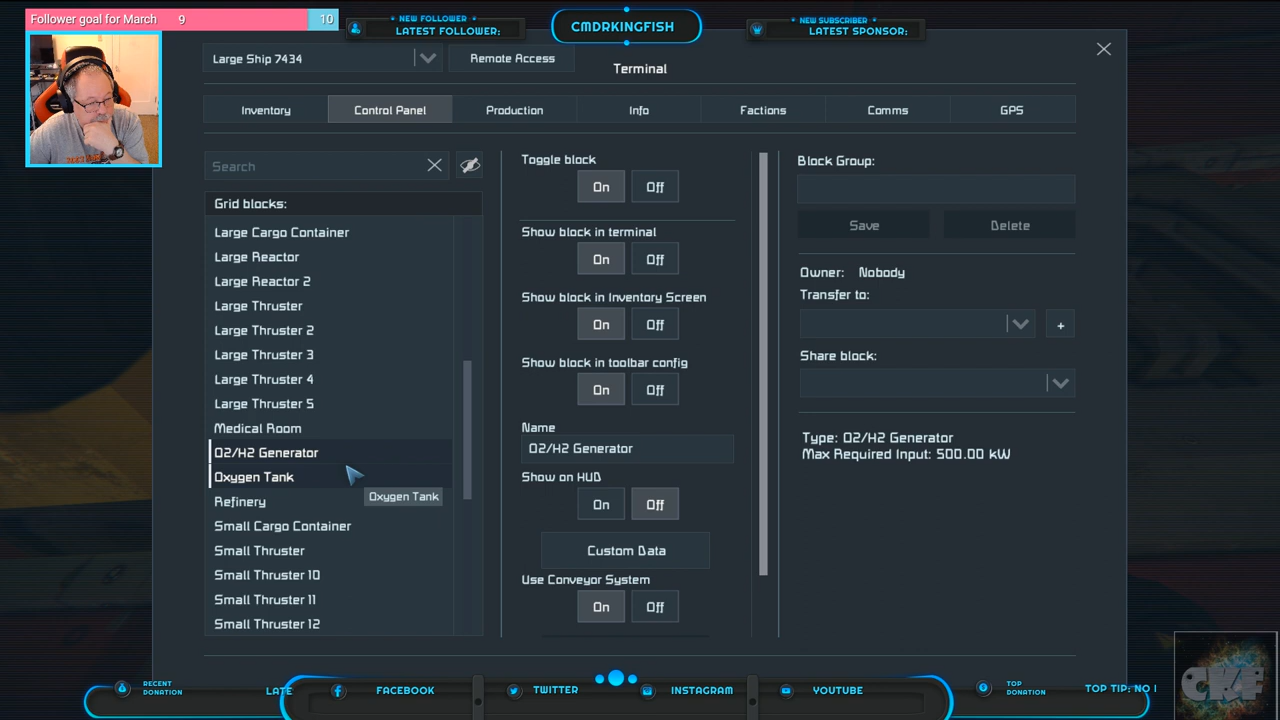 Follower goal for March 9 10
NEW FOLLOWER
LATEST FOLLOWER:
CMDRKINGFISH
NEW SUBSCRIBER
LATEST SPONSOR:
Large Ship 7434
Remote Access
Terminal
Inventory
Control Panel
Production
Info
Factions
Comms
GPS
Search
Grid blocks:
Large Cargo Container
Large Reactor
Large Reactor 2
Large Thruster
Large Thruster 2
Large Thruster 3
Large Thruster 4
Large Thruster 5
Medical Room
O2/H2 Generator
Oxygen Tank
Oxygen Tank
Refinery
Small Cargo Container
Small Thruster
Small Thruster 10
Small Thruster 11
Small Thruster 12
Toggle block
On Off
Show block in terminal
On Off
Show block in Inventory Screen
On Off
Show block in toolbar config
On Off
Name
O2/H2 Generator
Show on HUD
On Off
Custom Data
Use Conveyor System
On Off
Block Group:
Save Delete
Owner: Nobody
Transfer to:
+
Share block:
Type: O2/H2 Generator
Max Required Input: 500.00 kW
RECENT
DONATION
LATE
FACEBOOK
TWITTER
INSTAGRAM
YOUTUBE
TOP
DONATION
TOP TIP: NO
CKF